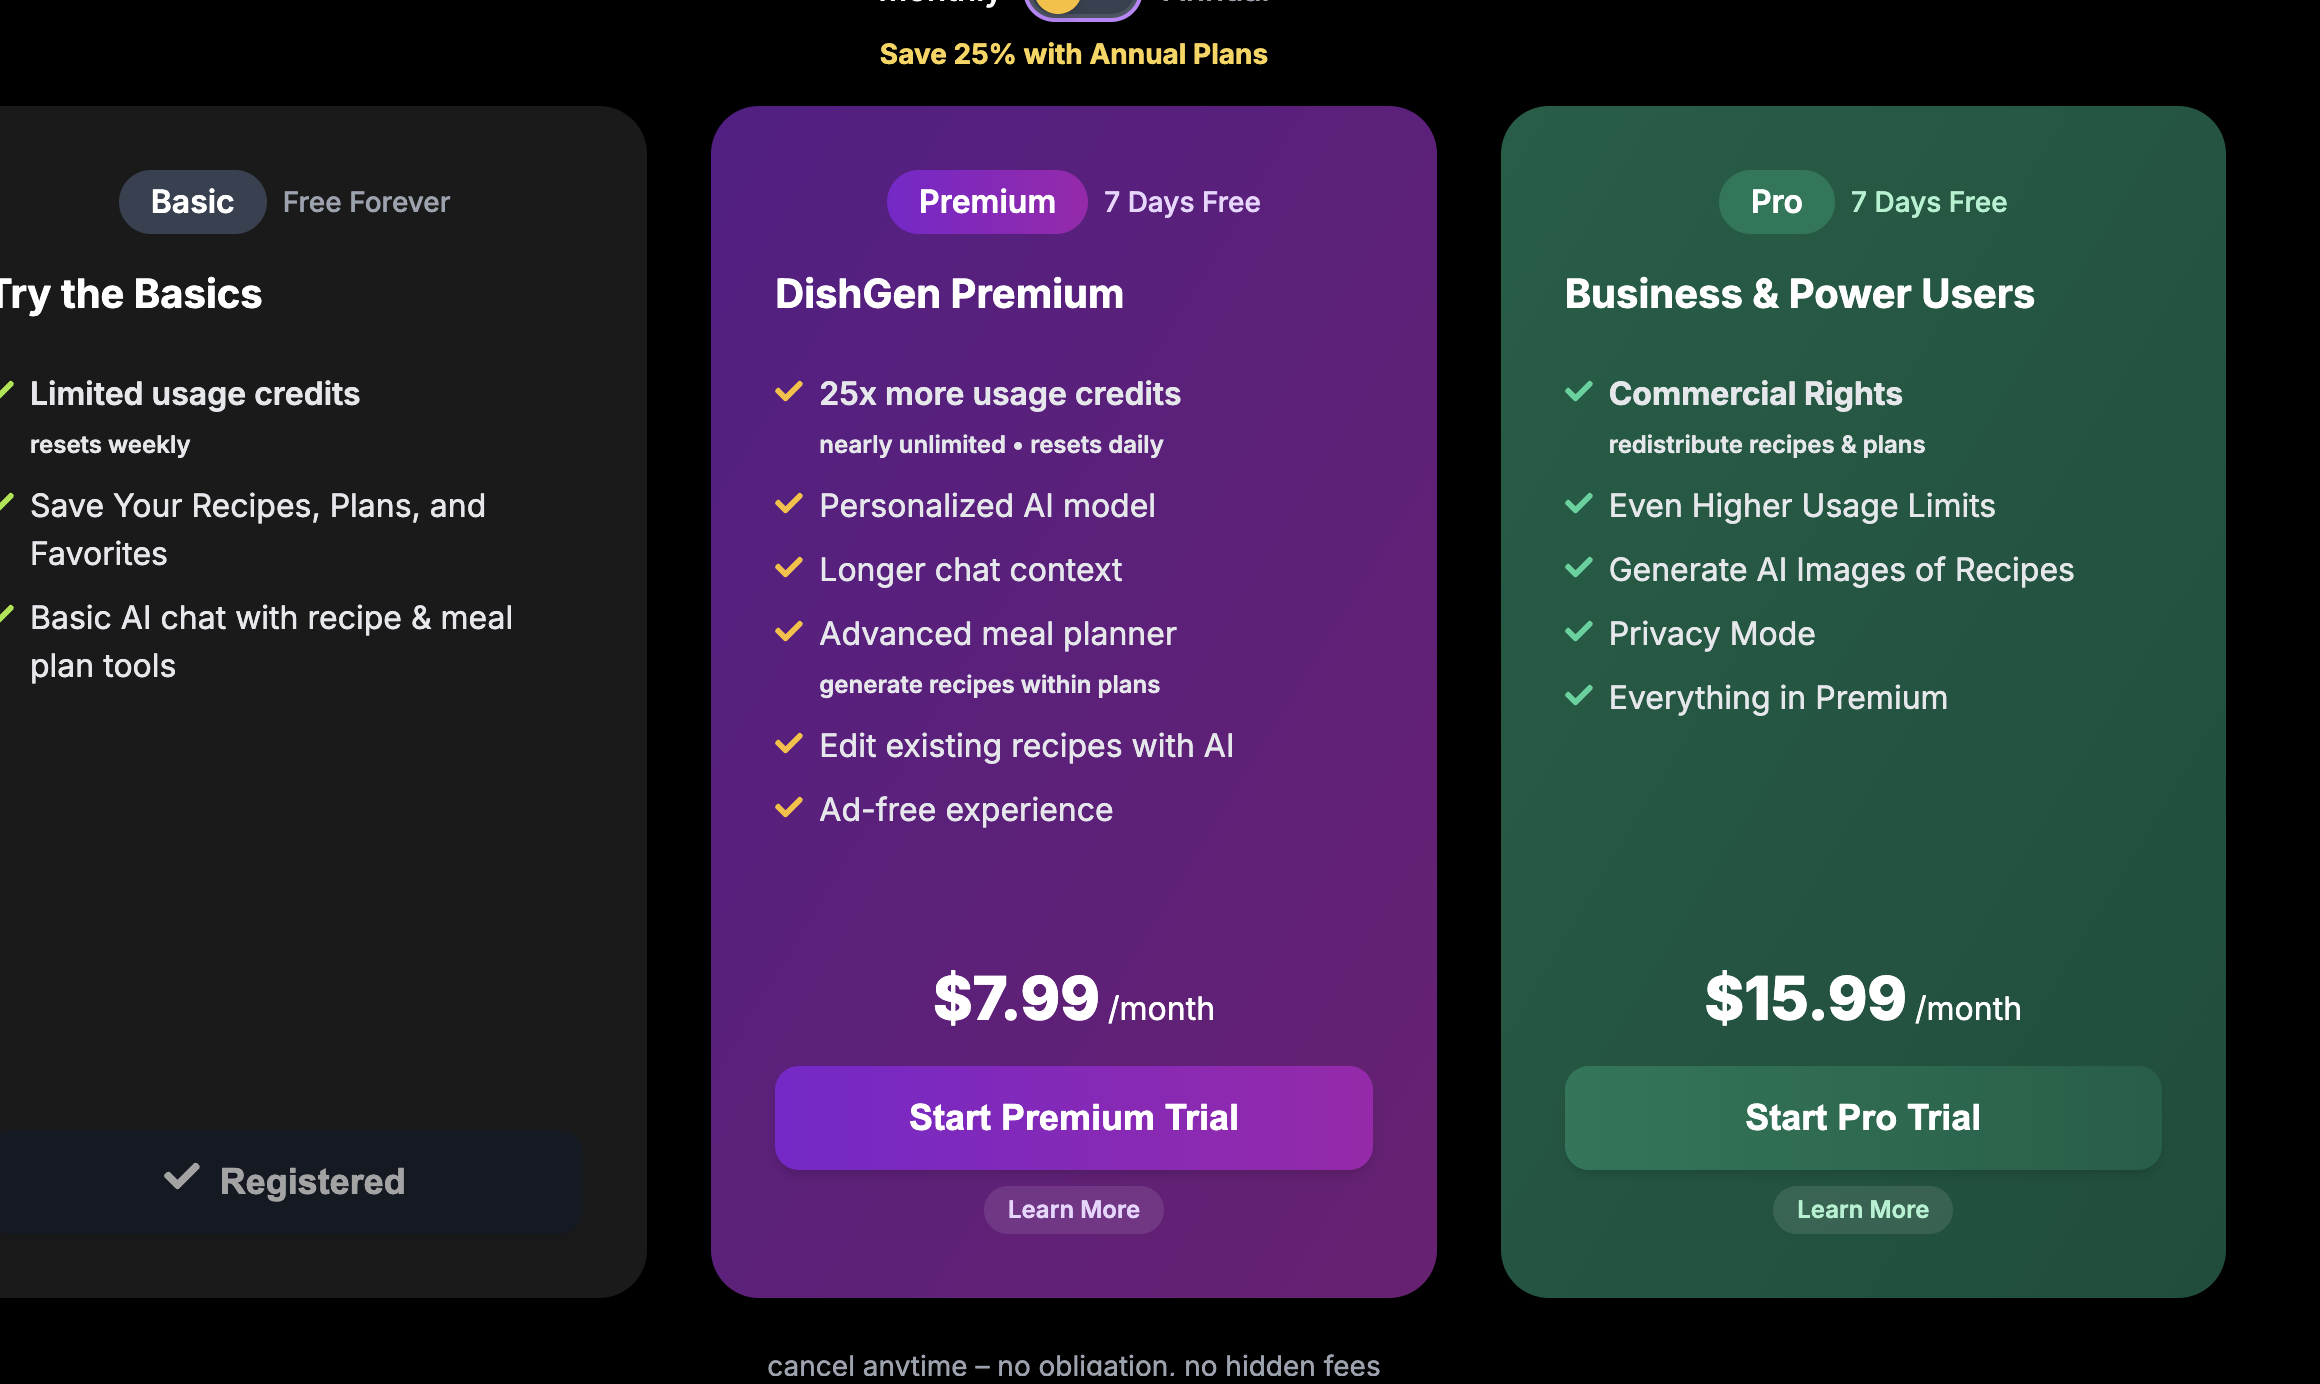 Monthly
Annual
Save 25% with Annual Plans
Basic
Free Forever
Try the Basics
Limited usage credits
resets weekly
Save Your Recipes, Plans, and
Favorites
Basic AI chat with recipe & meal
plan tools
Registered
Premium
7 Days Free
DishGen Premium
25x more usage credits
nearly unlimited • resets daily
Personalized AI model
Longer chat context
Advanced meal planner
generate recipes within plans
Edit existing recipes with AI
Ad-free experience
$7.99 /month
Start Premium Trial
Learn More
Pro
7 Days Free
Business & Power Users
Commercial Rights
redistribute recipes & plans
Even Higher Usage Limits
Generate AI Images of Recipes
Privacy Mode
Everything in Premium
$15.99 /month
Start Pro Trial
Learn More
cancel anytime – no obligation, no hidden fees